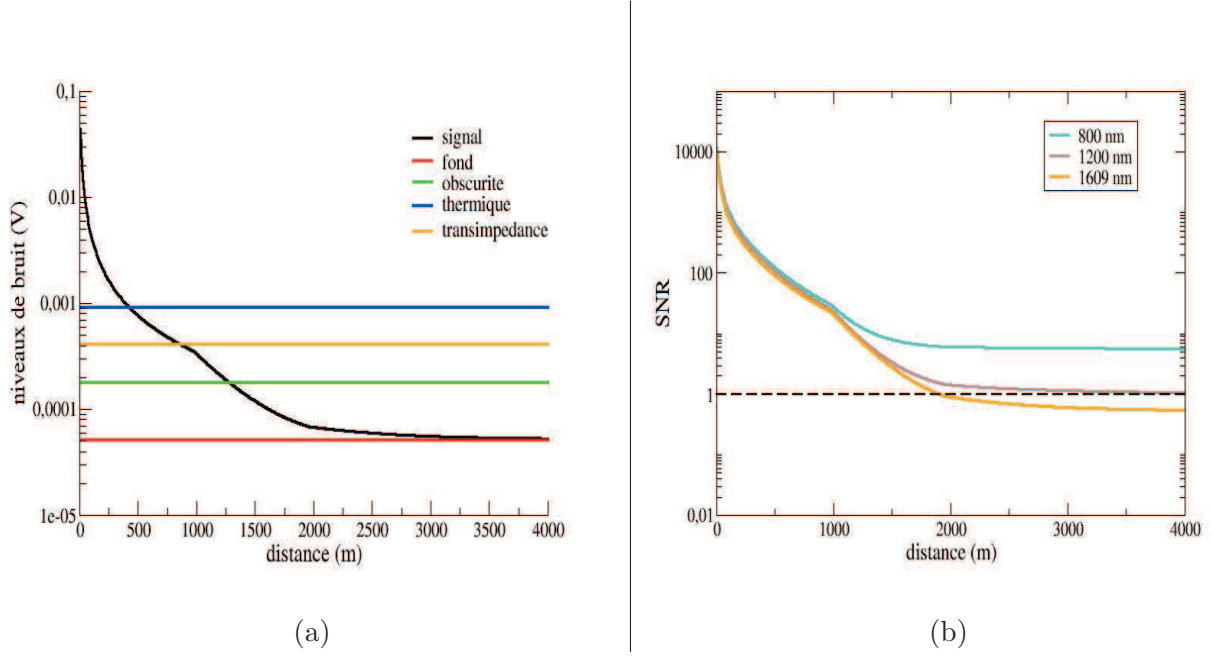 0,1
0,01
0,001
0,0001
1e-05
niveaux de bruit (V)
signal
fond
obscurite
thermique
transimpedance
0 500 1000 1500 2000 2500 3000 3500 4000
distance (m)
(a)
10000
100
1
0,01
SNR
800 nm
1200 nm
1609 nm
0 1000 2000 3000 4000
distance (m)
(b)